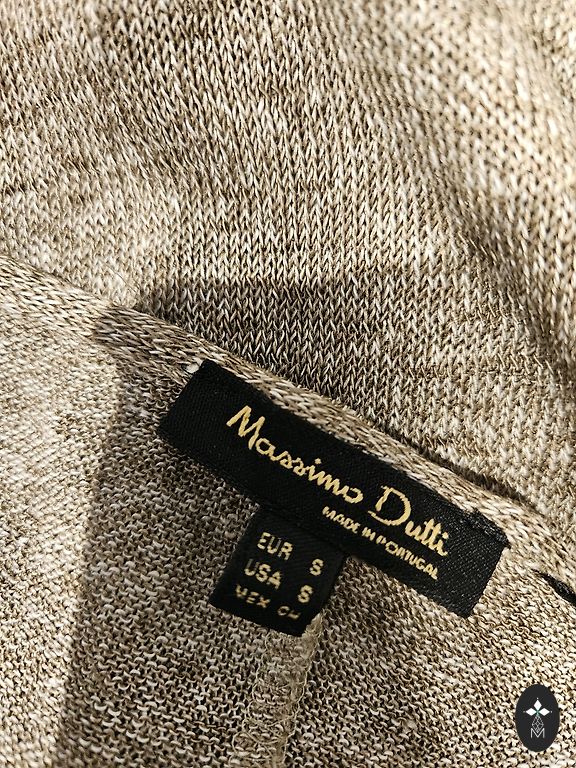 Massimo Dutti
MADE IN PORTUGAL
EUR S
USA S
MEX CH
M